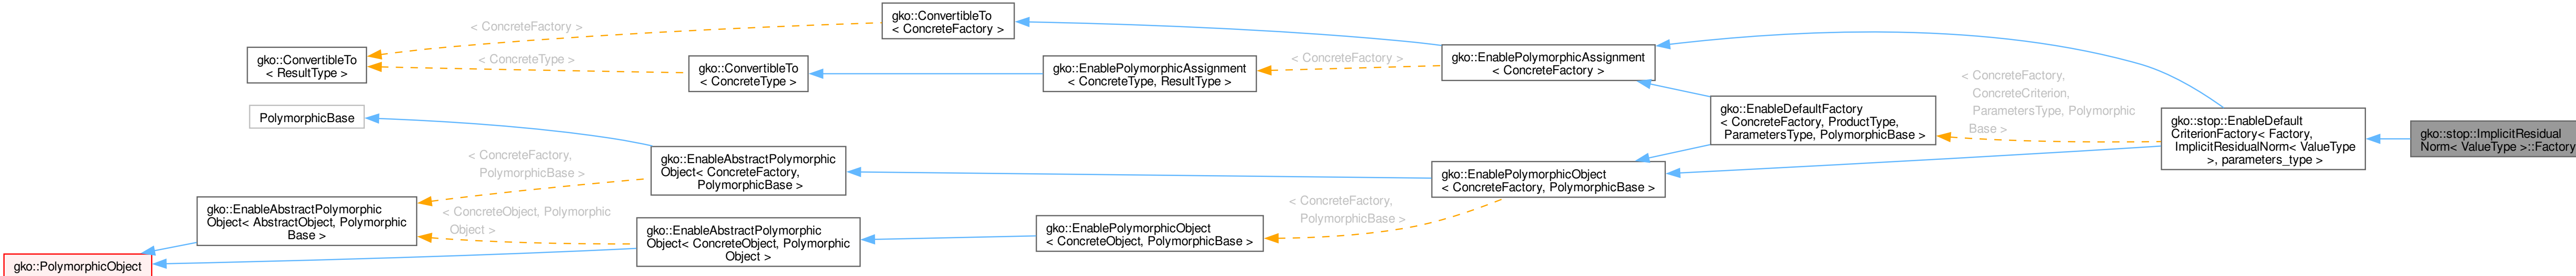 gko::ConvertibleTo
< ConcreteFactory >
< ConcreteFactory >
gko::ConvertibleTo
< ResultType >
< ConcreteType >
gko::ConvertibleTo
< ConcreteType >
gko::EnablePolymorphicAssignment
< ConcreteType, ResultType >
< ConcreteFactory >
gko::EnablePolymorphicAssignment
< ConcreteFactory >
PolymorphicBase
gko::EnableDefaultFactory
< ConcreteFactory, ProductType,
ParametersType, PolymorphicBase >
< ConcreteFactory,
ConcreteCriterion,
ParametersType, Polymorphic
Base >
gko::stop::EnableDefault
CriterionFactory< Factory,
ImplicitResidualNorm< ValueType
>, parameters_type >
gko::stop::ImplicitResidual
Norm< ValueType >::Factory
< ConcreteFactory,
PolymorphicBase >
gko::EnableAbstractPolymorphic
Object< ConcreteFactory,
PolymorphicBase >
gko::EnablePolymorphicObject
< ConcreteFactory, PolymorphicBase >
gko::EnableAbstractPolymorphic
Object< AbstractObject, Polymorphic
Base >
< ConcreteObject, Polymorphic
Object >
gko::EnableAbstractPolymorphic
Object< ConcreteObject, Polymorphic
Object >
gko::EnablePolymorphicObject
< ConcreteObject, PolymorphicBase >
< ConcreteFactory,
PolymorphicBase >
gko::PolymorphicObject